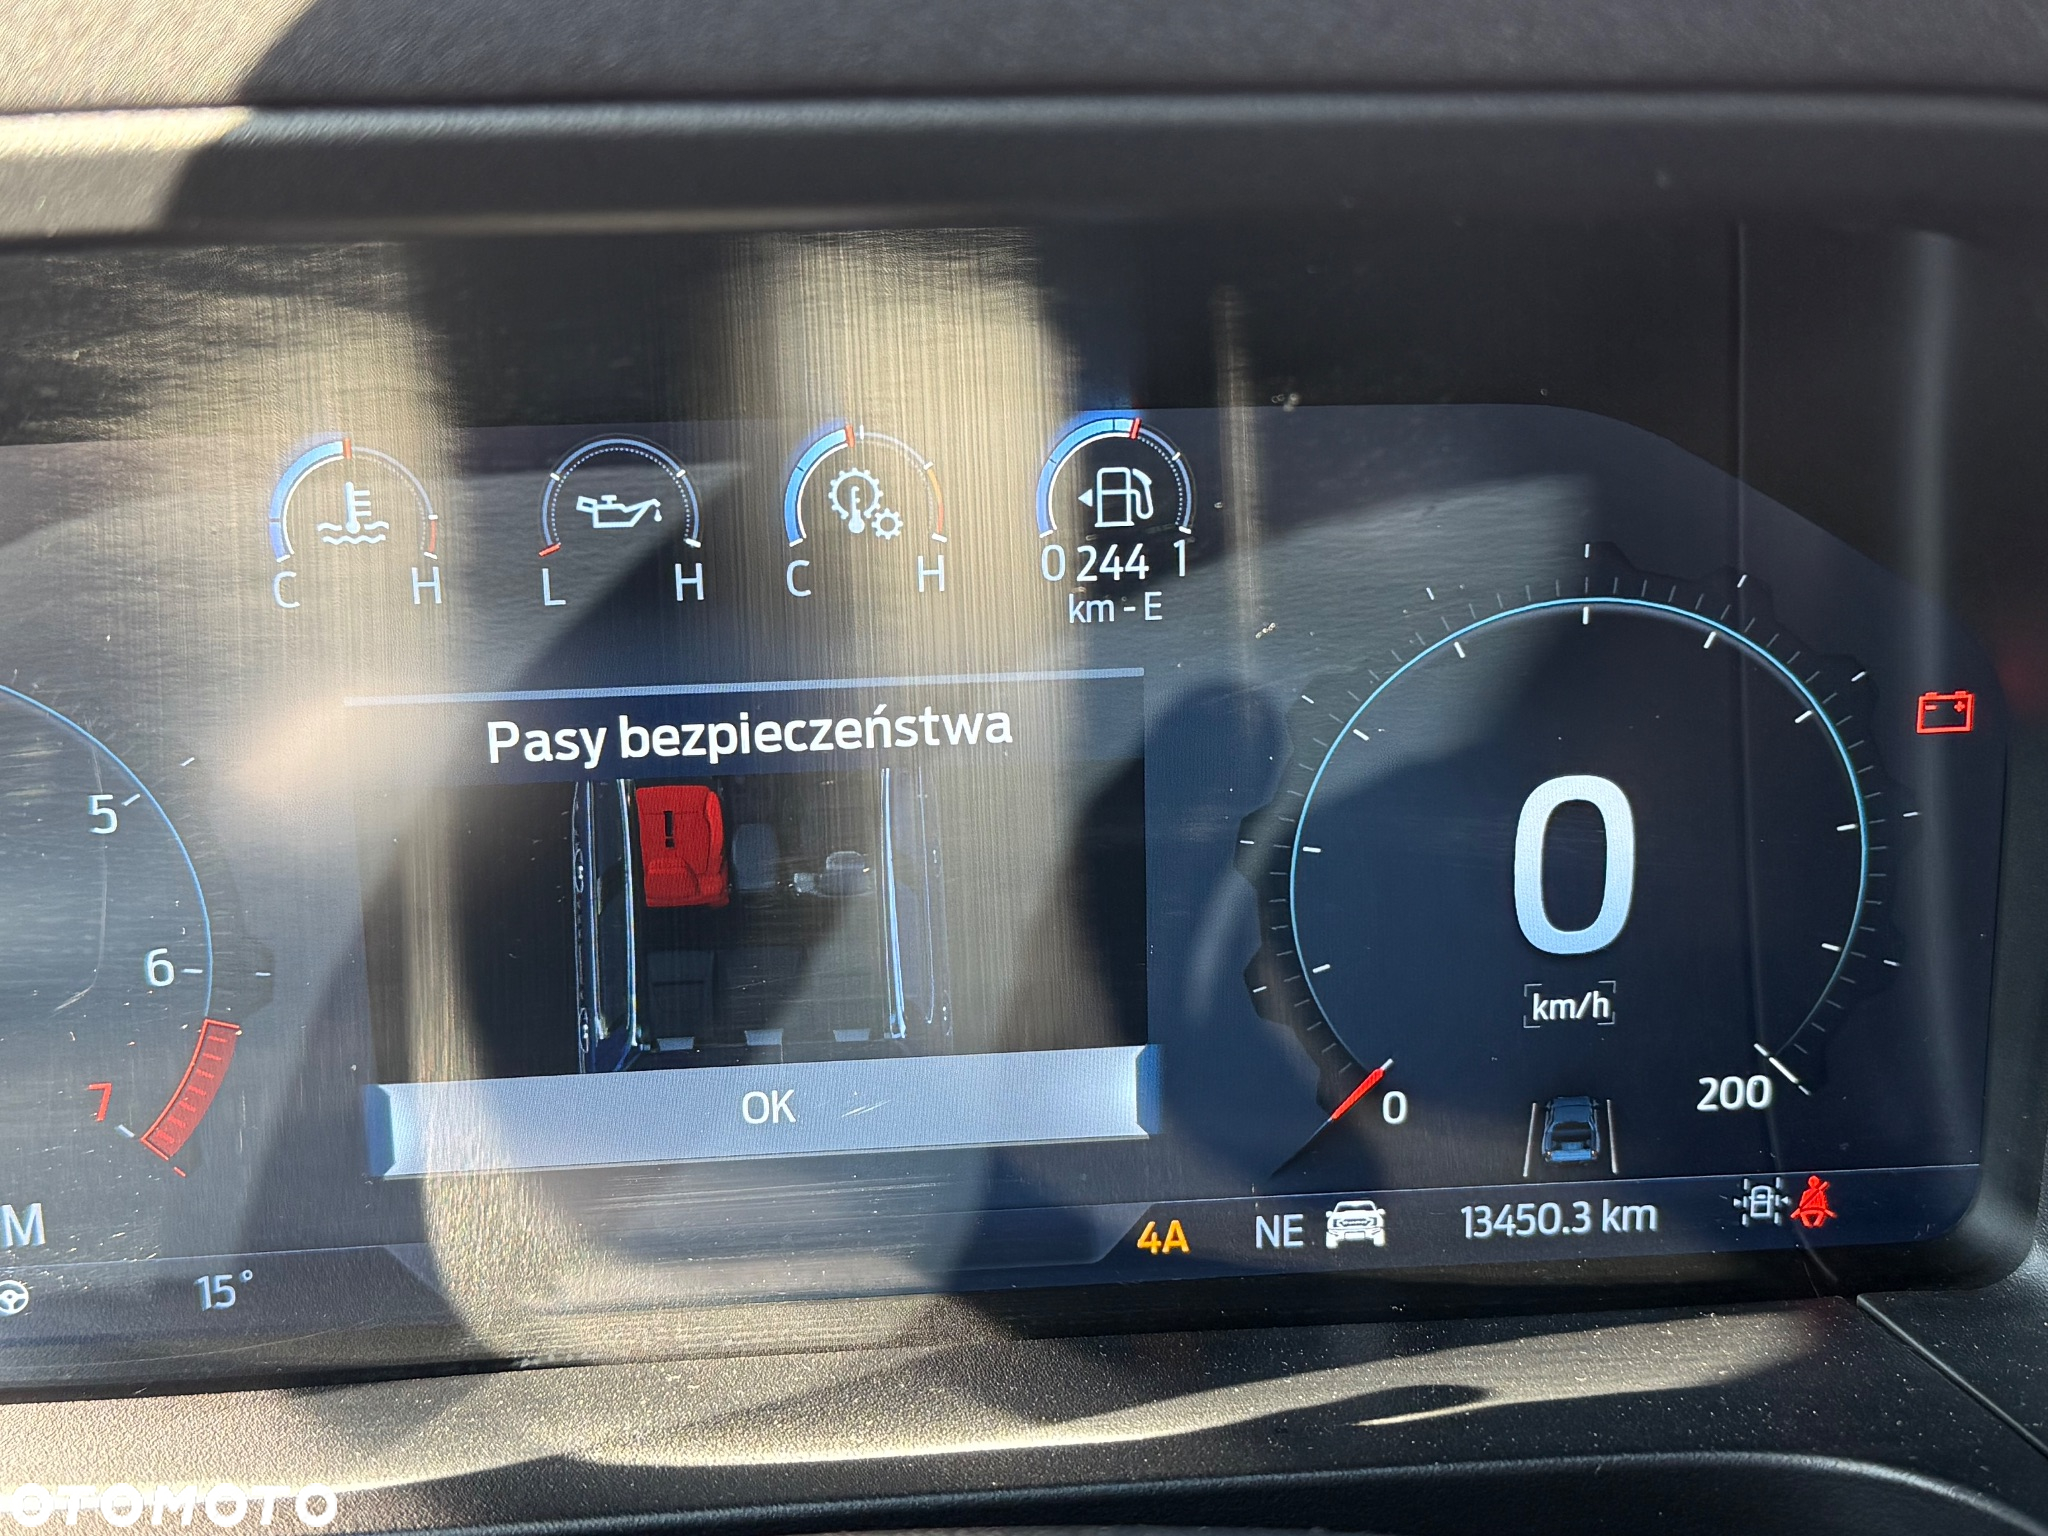 C H
L H
C H
0 244 1
km - E
Pasy bezpieczeństwa
5
6
7
OK
0
km/h
0
200
M
15°
4A
NE
13450.3 km
OTOMOTO